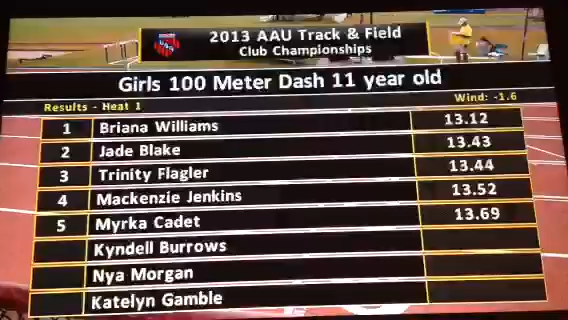 2013 AAU Track & Field
Club Championships
Girls 100 Meter Dash 11 year old
Results - Heat 1 Wind: -1.6
1 Briana Williams 13.12
2 Jade Blake 13.43
3 Trinity Flagler 13.44
4 Mackenzie Jenkins 13.52
5 Myrka Cadet 13.69
Kyndell Burrows
Nya Morgan
Katelyn Gamble